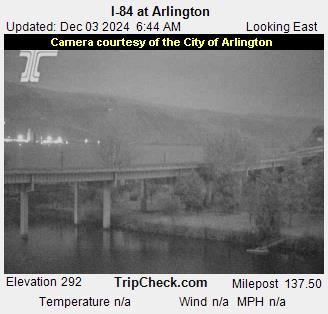 I-84 at Arlington
Updated: Dec 03 2024 6:44 AM Looking East
Camera courtesy of the City of Arlington
Elevation 292 TripCheck.com Milepost 137.50
Temperature n/a Wind n/a MPH n/a